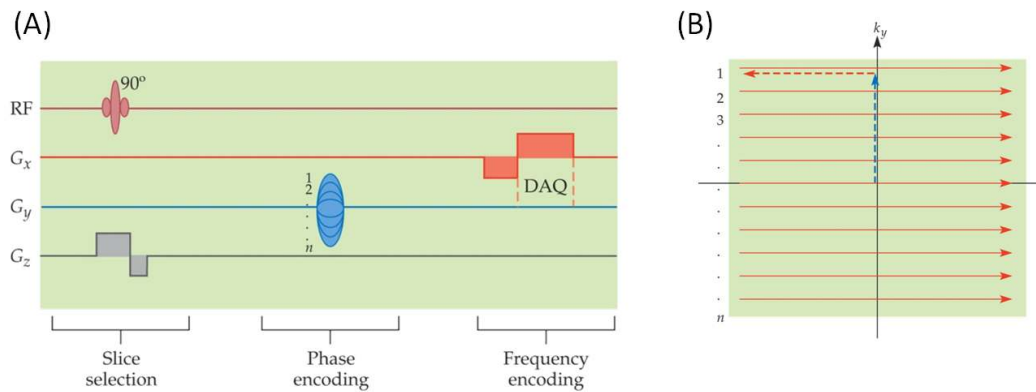 (A)
90°
RF
Gx
1
2
.
.
.
n
DAQ
Gy
Gz
Slice
selection
Phase
encoding
Frequency
encoding
(B)
ky
1
2
3
.
.
.
.
.
.
.
n